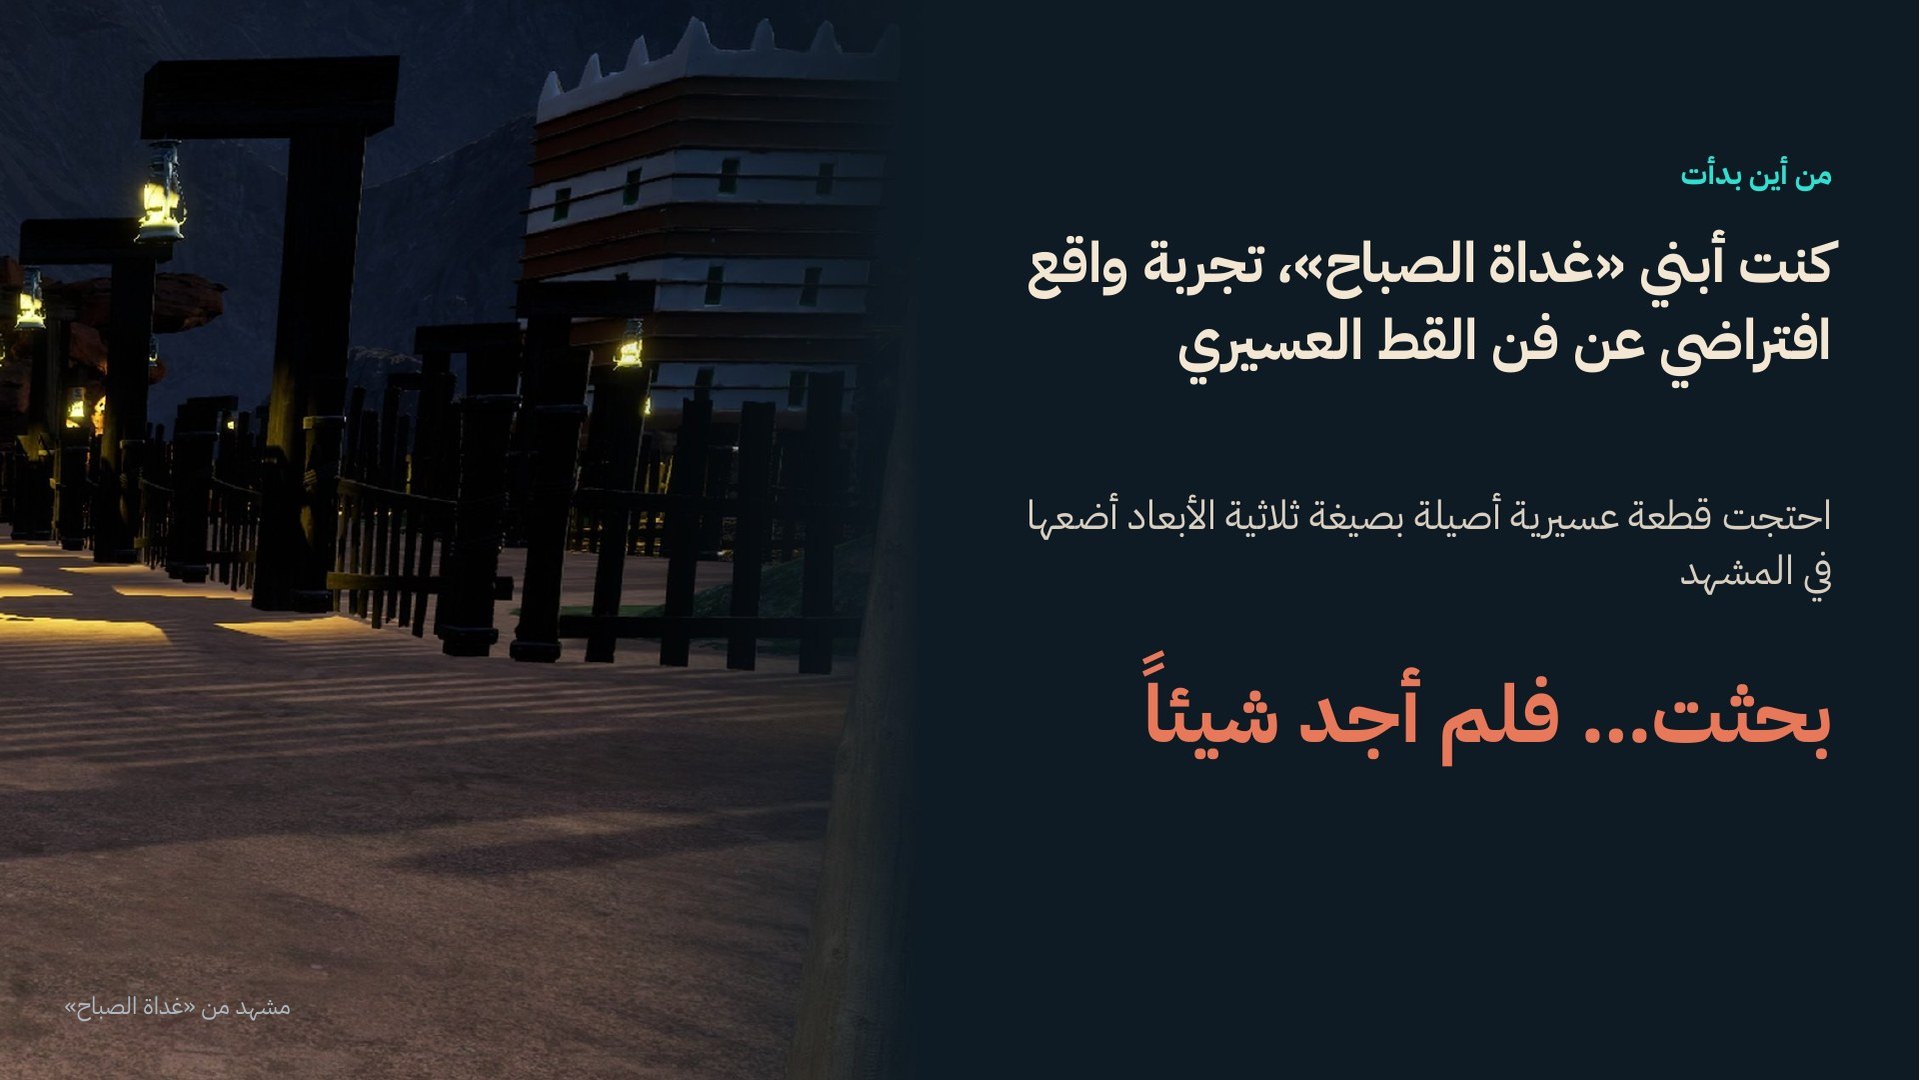 من أين بدأت
كنت أبني «غداة الصباح»، تجربة واقع
افتراضي عن فن القط العسيري
احتجت قطعة عسيرية أصيلة بصيغة ثلاثية الأبعاد أضعها
في المشهد
بحثت... فلم أجد شيئاً
مشهد من «غداة الصباح»